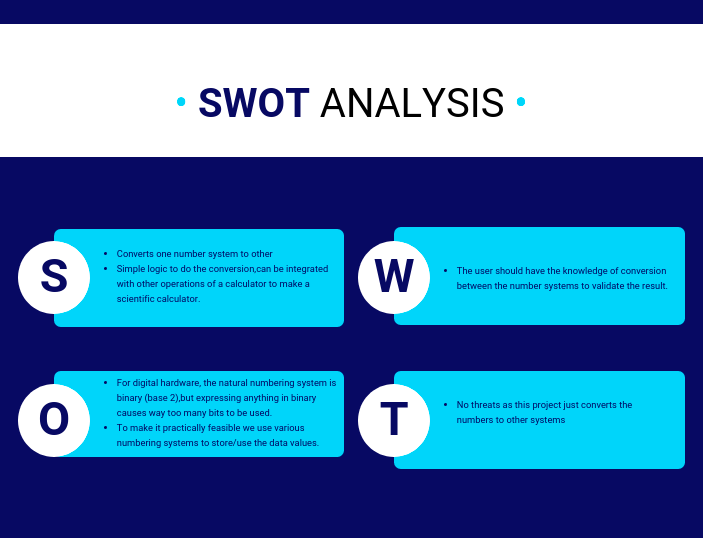 • SWOT ANALYSIS •
S
• Converts one number system to other
• Simple logic to do the conversion,can be integrated
with other operations of a calculator to make a
scientific calculator.
W
• The user should have the knowledge of conversion
between the number systems to validate the result.
O
• For digital hardware, the natural numbering system is
binary (base 2),but expressing anything in binary
causes way too many bits to be used.
• To make it practically feasible we use various
numbering systems to store/use the data values.
T
• No threats as this project just converts the
numbers to other systems